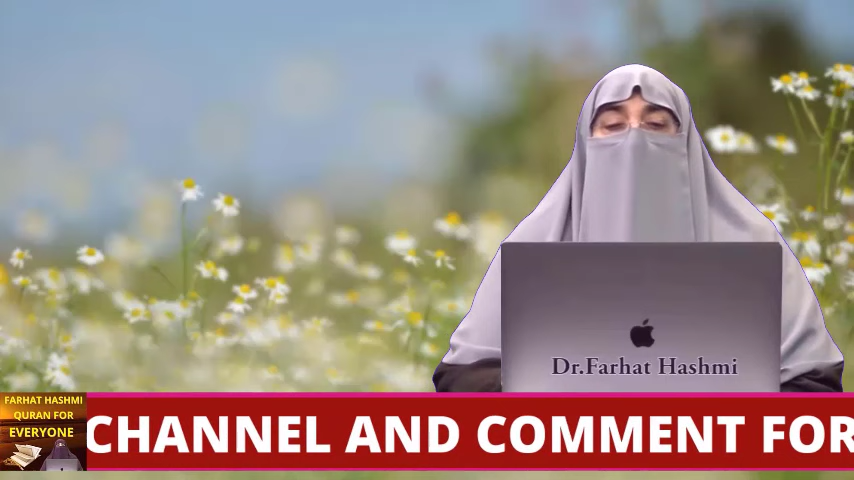 Dr.Farhat Hashmi
FARHAT HASHMI
QURAN FOR
EVERYONE
CHANNEL AND COMMENT FOR